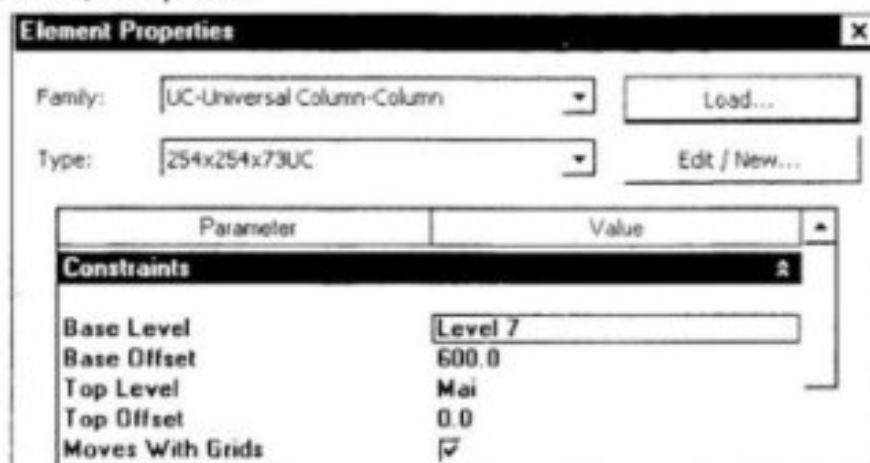 Element Properties
Family: UC-Universal Column-Column Load...
Type: 254x254x73UC Edit / New...
Parameter Value
Constraints
Base Level Level 7
Base Offset 600.0
Top Level Mai
Top Offset 0.0
Moves With Grids